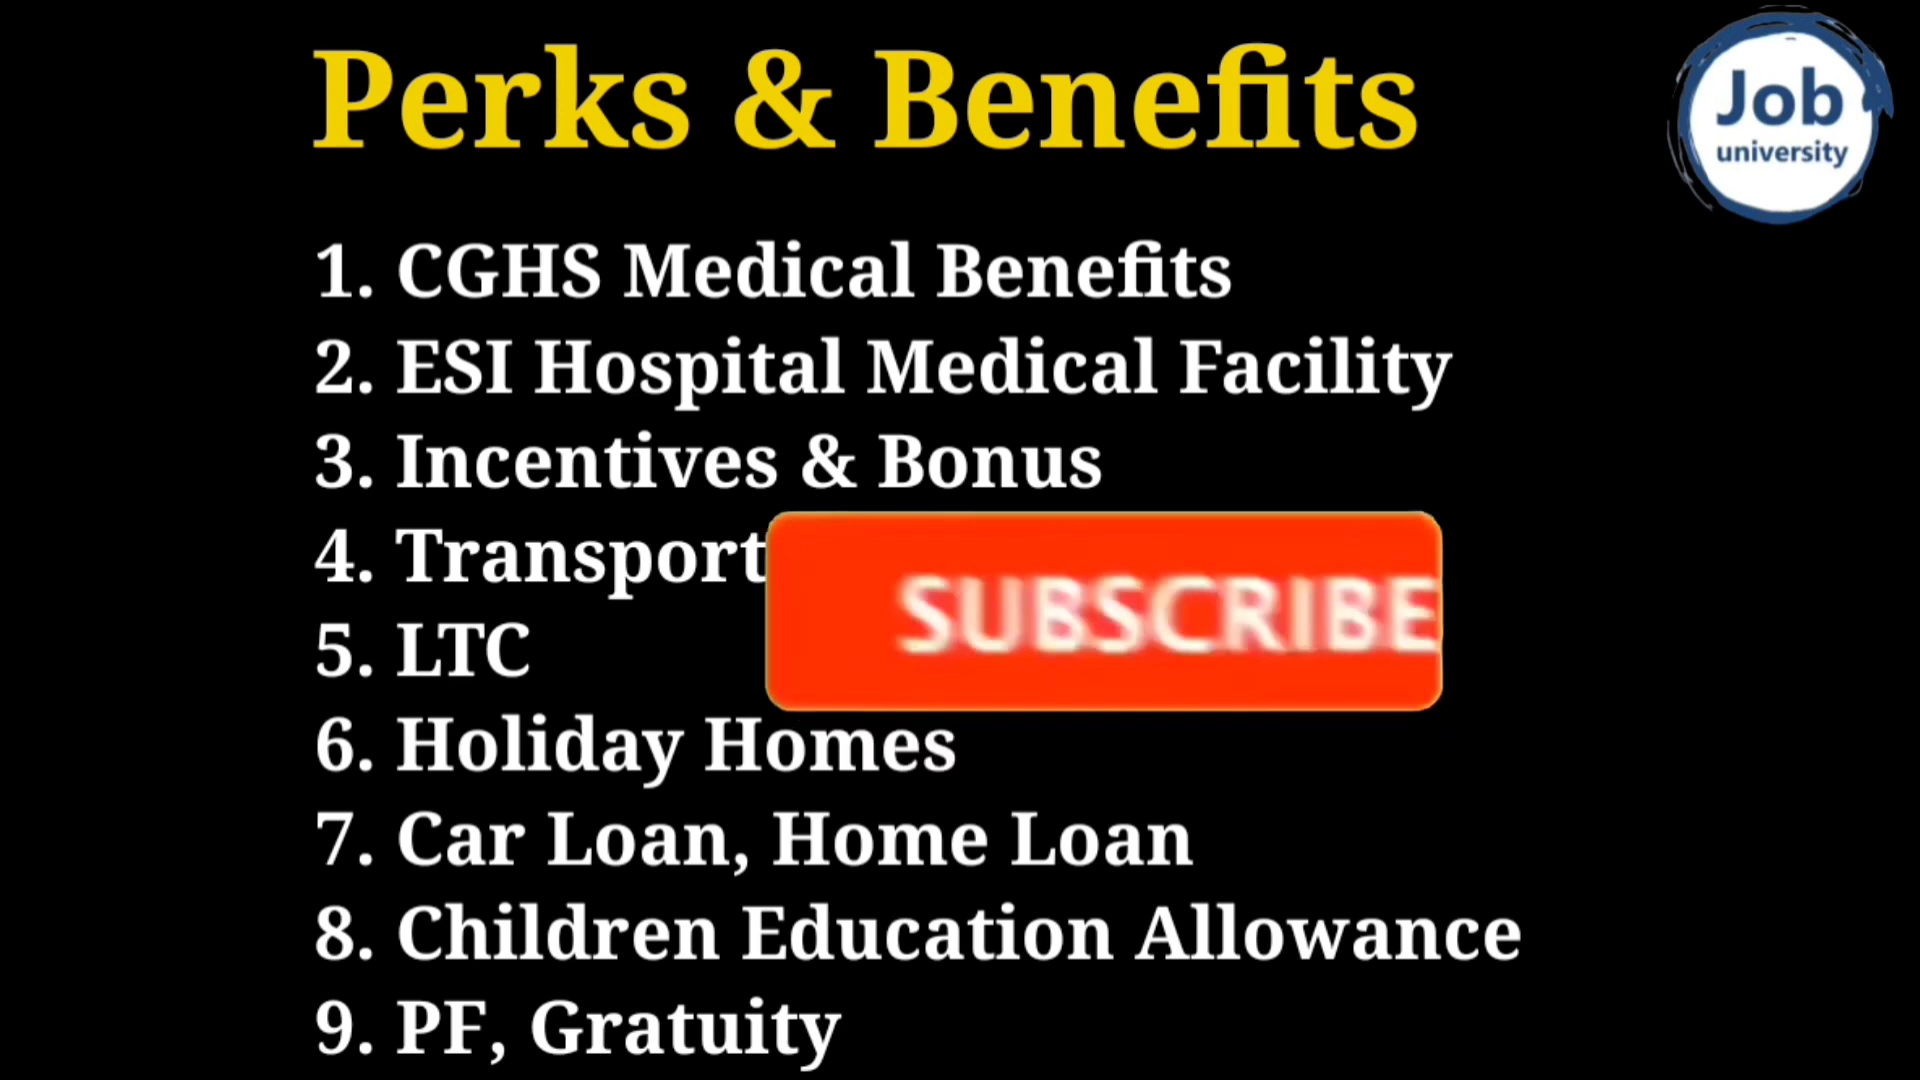 Perks & Benefits
Job
university
1. CGHS Medical Benefits
2. ESI Hospital Medical Facility
3. Incentives & Bonus
4. Transport
SUBSCRIBE
5. LTC
6. Holiday Homes
7. Car Loan, Home Loan
8. Children Education Allowance
9. PF, Gratuity